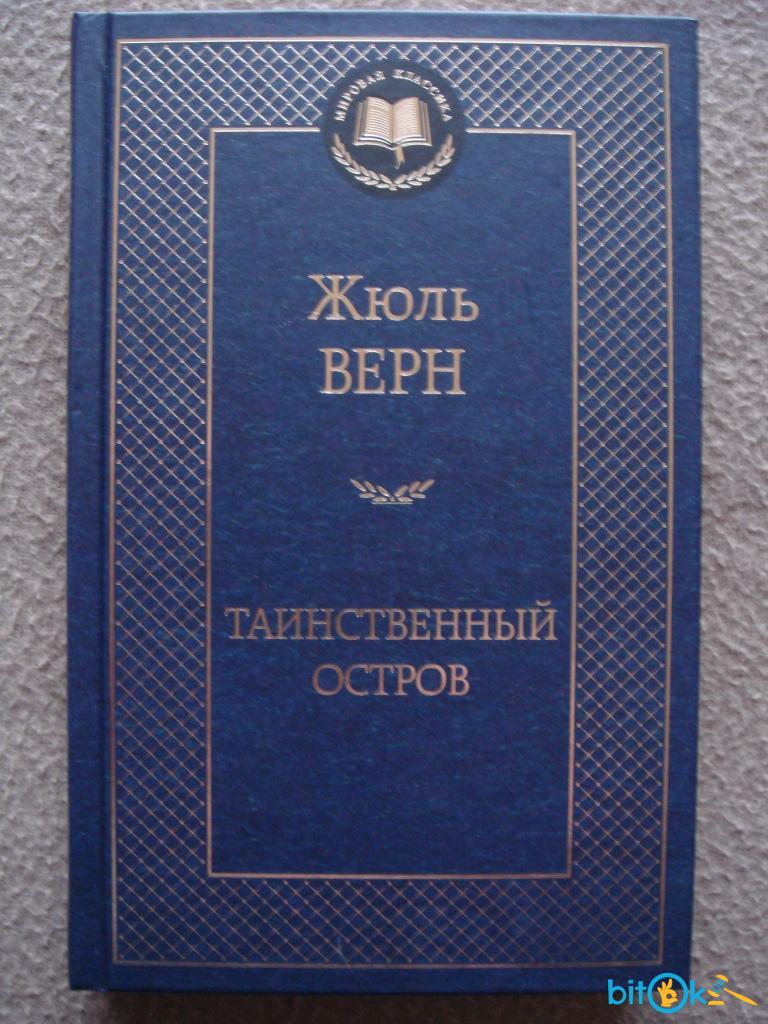 МИРОВАЯ КЛАССИКА
Жюль
ВЕРН
ТАИНСТВЕННЫЙ
ОСТРОВ
bitOk